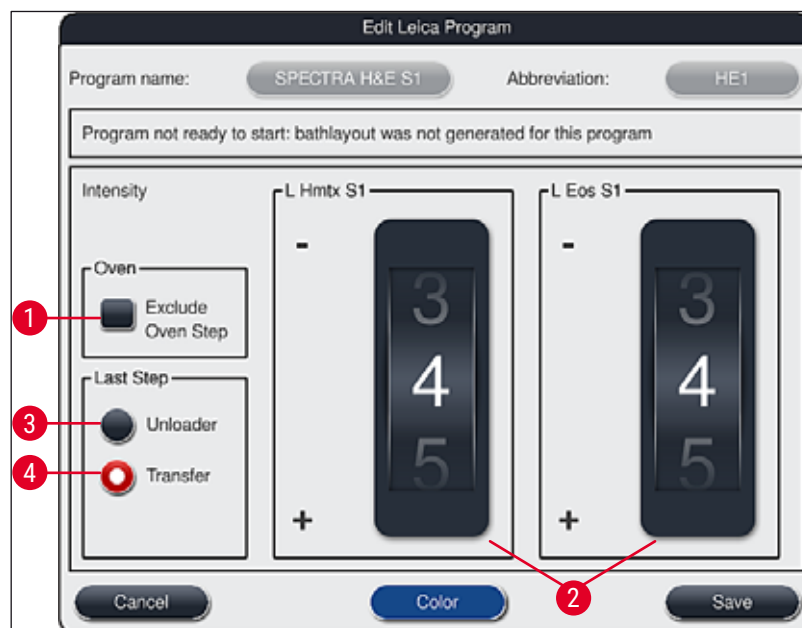 Edit Leica Program
Program name: SPECTRA H&E S1 Abbreviation: HE1
Program not ready to start: bathlayout was not generated for this program
Intensity
L Hmtx S1
L Eos S1
-
-
Oven
1
Exclude
Oven Step
3
4
5
3
4
5
Last Step
3
Unloader
4
Transfer
+
+
2
Cancel
Color
Save